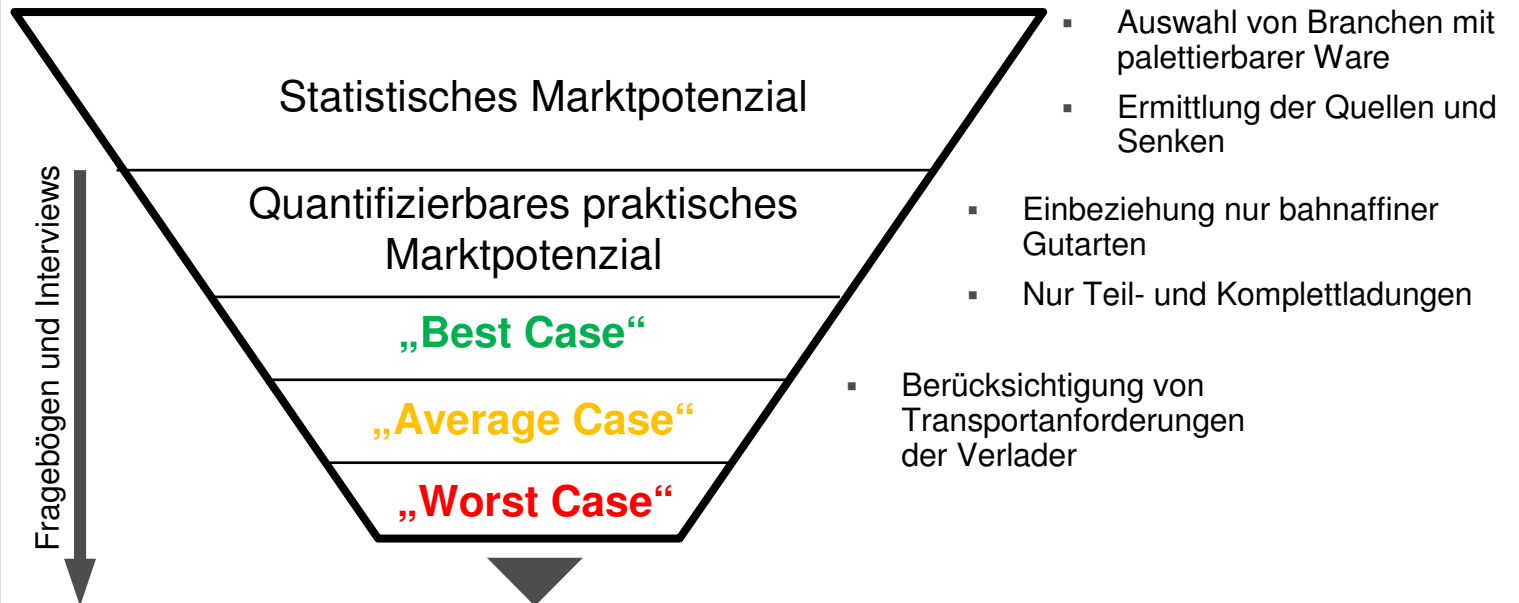 Statistisches Marktpotenzial
Quantifizierbares praktisches
Marktpotenzial
„Best Case“
„Average Case“
„Worst Case“
Fragebögen und Interviews
▪ Auswahl von Branchen mit
palettierbarer Ware
▪ Ermittlung der Quellen und
Senken
▪ Einbeziehung nur bahnaffiner
Gutarten
▪ Nur Teil- und Komplettladungen
▪ Berücksichtigung von
Transportanforderungen
der Verlader